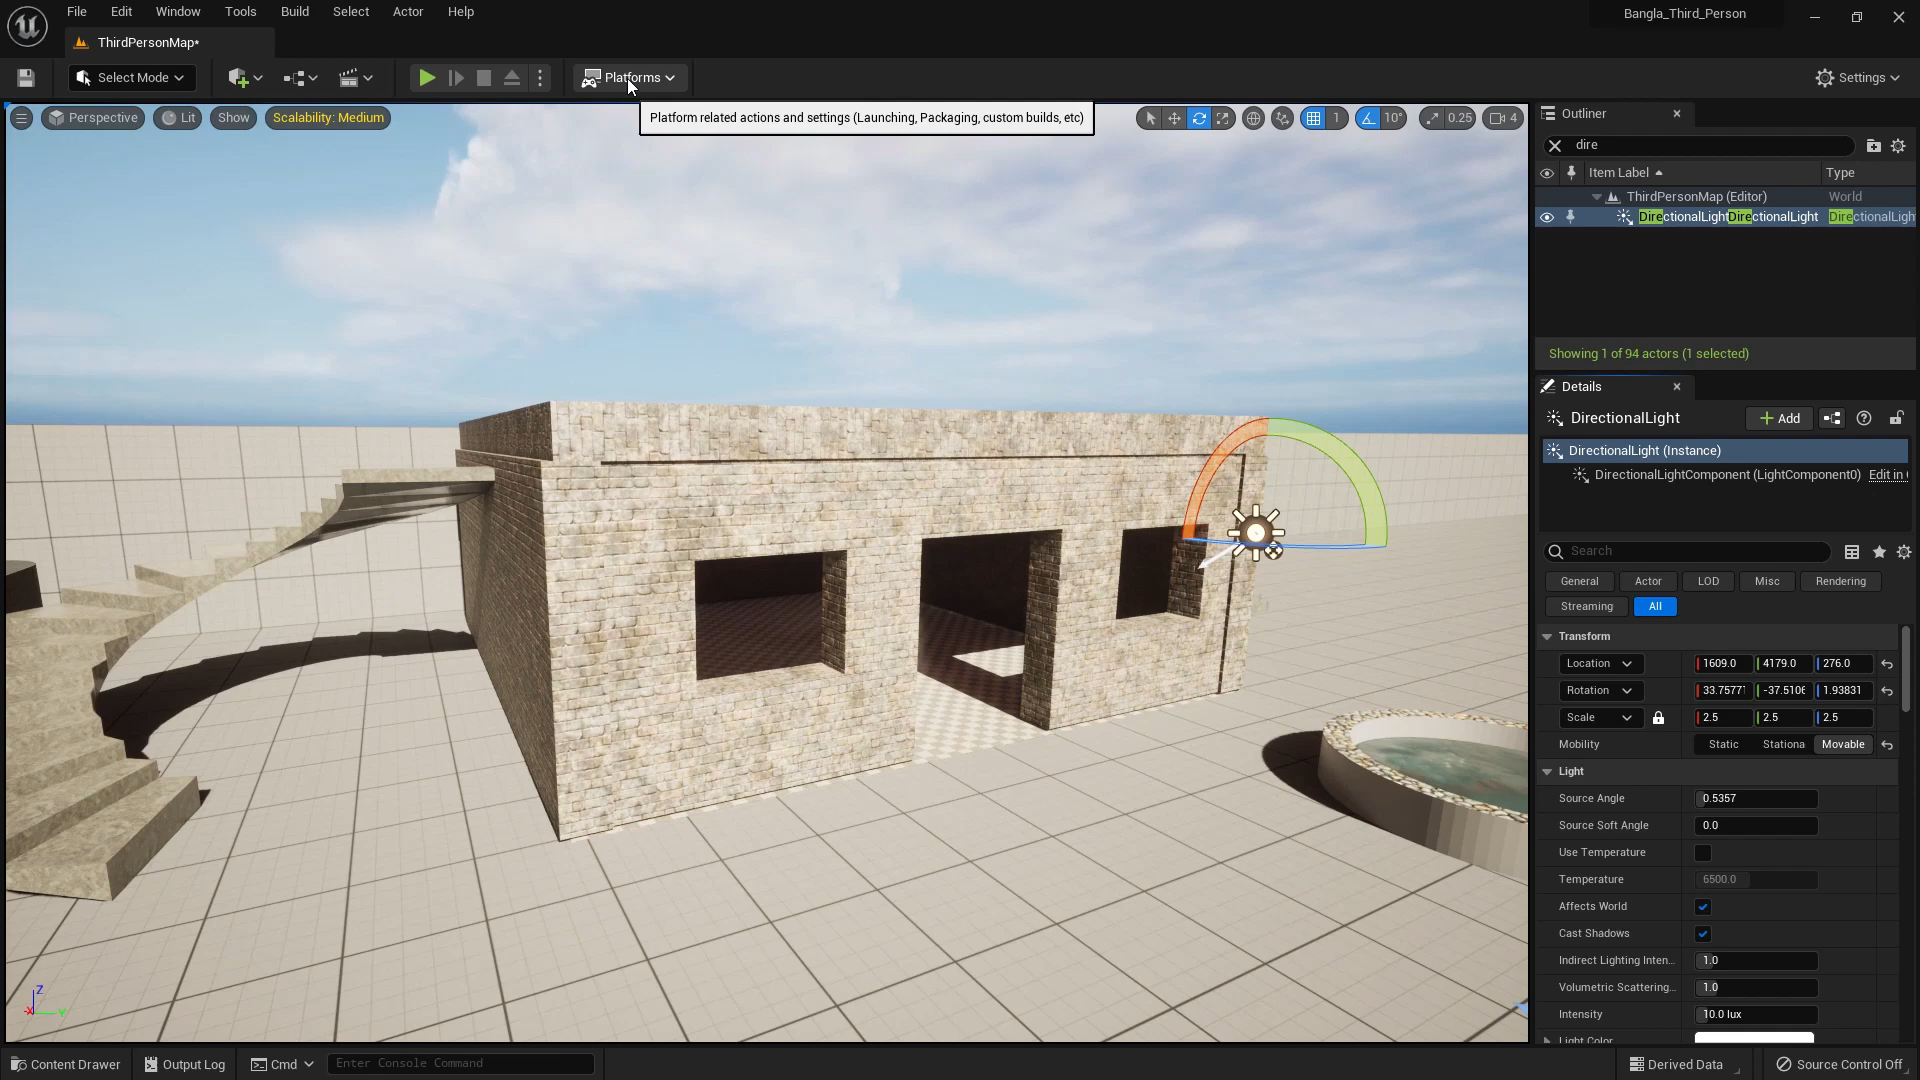 File Edit Window Tools Build Select Actor Help
Bangla_Third_Person
ThirdPersonMap*
Select Mode
Platforms
Settings
Perspective Lit Show Scalability: Medium
Platform related actions and settings (Launching, Packaging, custom builds, etc)
1 10° 0.25 4
Outliner
dire
Item Label Type
ThirdPersonMap (Editor) World
DirectionalLightDirectionalLight DirectionalLigh
Showing 1 of 94 actors (1 selected)
Details
DirectionalLight Add
DirectionalLight (Instance)
DirectionalLightComponent (LightComponent0) Edit in
Search
General Actor LOD Misc Rendering
Streaming All
Transform
Location 1609.0 4179.0 276.0
Rotation 33.7577 -37.5106 1.93831
Scale 2.5 2.5 2.5
Mobility Static Stationa Movable
Light
Source Angle 0.5357
Source Soft Angle 0.0
Use Temperature
Temperature 6500.0
Affects World
Cast Shadows
Indirect Lighting Inten... 1.0
Volumetric Scattering... 1.0
Intensity 10.0 lux
Light Color
Z
X Y
Content Drawer Output Log Cmd Enter Console Command Derived Data Source Control Off